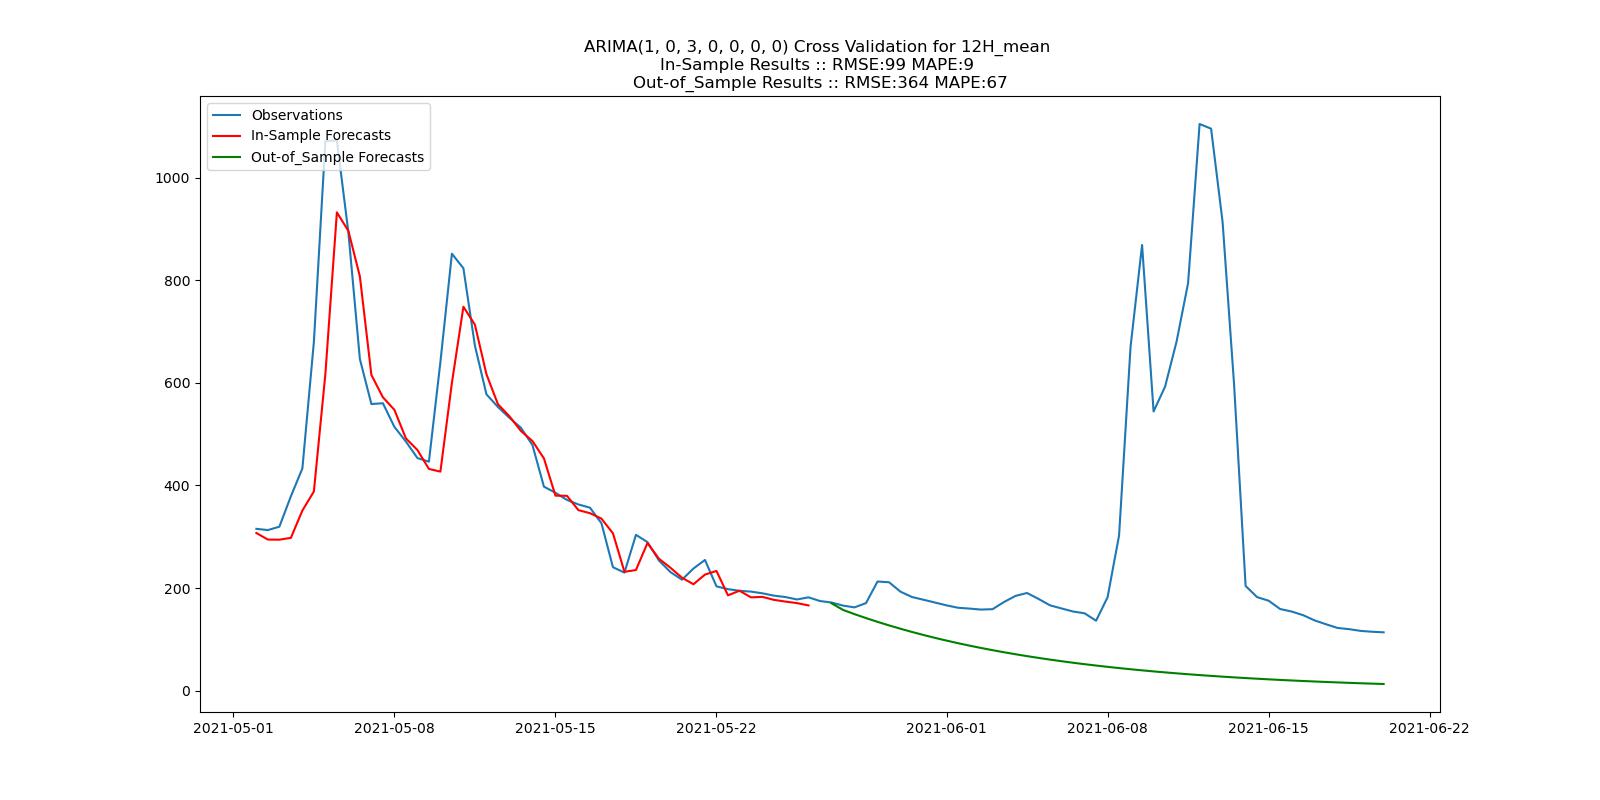 ARIMA(1, 0, 3, 0, 0, 0, 0) Cross Validation for 12H_mean
In-Sample Results :: RMSE:99 MAPE:9
Out-of_Sample Results :: RMSE:364 MAPE:67
Observations
In-Sample Forecasts
Out-of_Sample Forecasts
1000
800
600
400
200
0
2021-05-01 2021-05-08 2021-05-15 2021-05-22 2021-06-01 2021-06-08 2021-06-15 2021-06-22